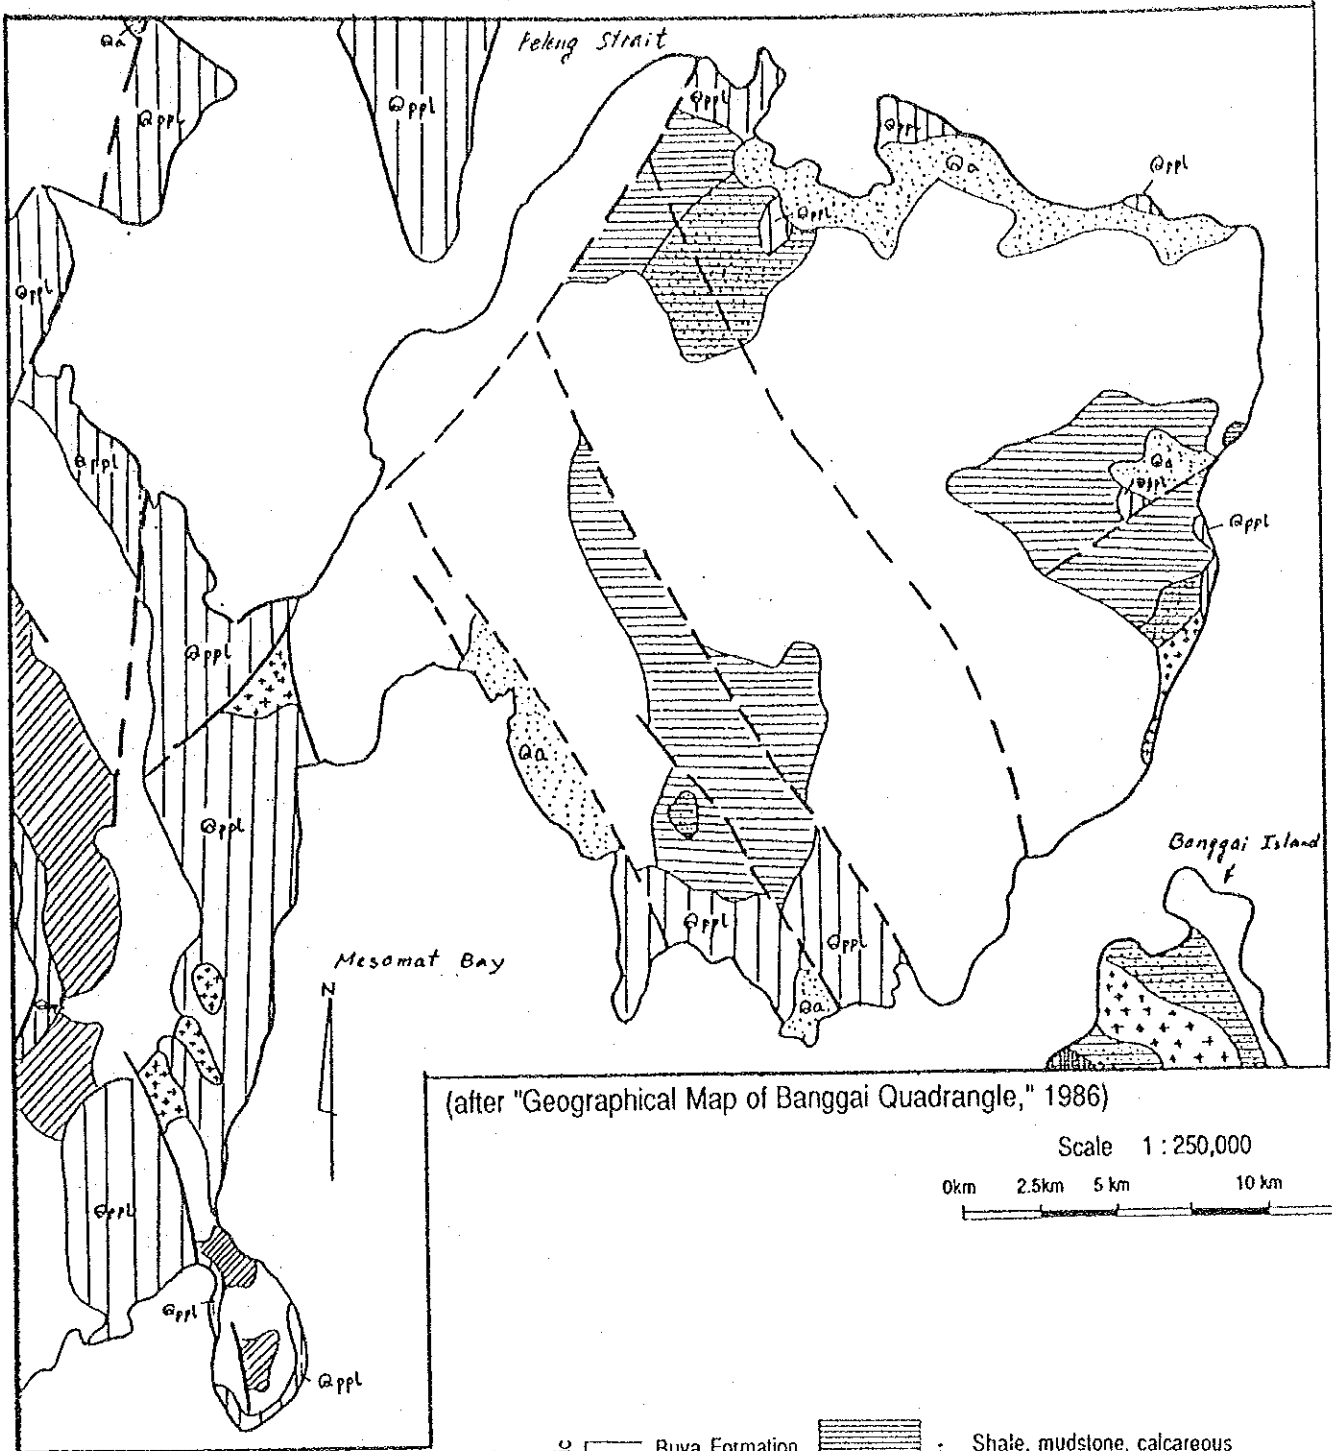 Qa
Peleng Strait
Qppl
Qppl
Qppl
Qppl
Qa
Qppl
Qppl
Qppl
Qppl
Qa
Qppl
Qppl
Qppl
Qa
Qppl
Banggai Island
Qppl
Qppl
Mesomat Bay
N
Qa
(after "Geographical Map of Banggai Quadrangle," 1986)
Scale 1 : 250,000
0km 2.5km 5 km 10 km
Qppl
Qppl
Qppl
Buya Formation : Shale, mudstone, calcareous